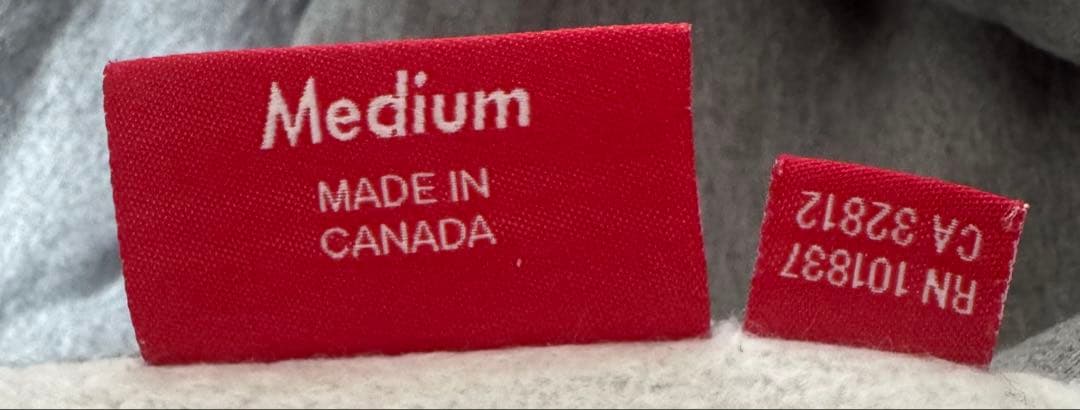 Medium
MADE IN
CANADA
RN 101837
CA 32812